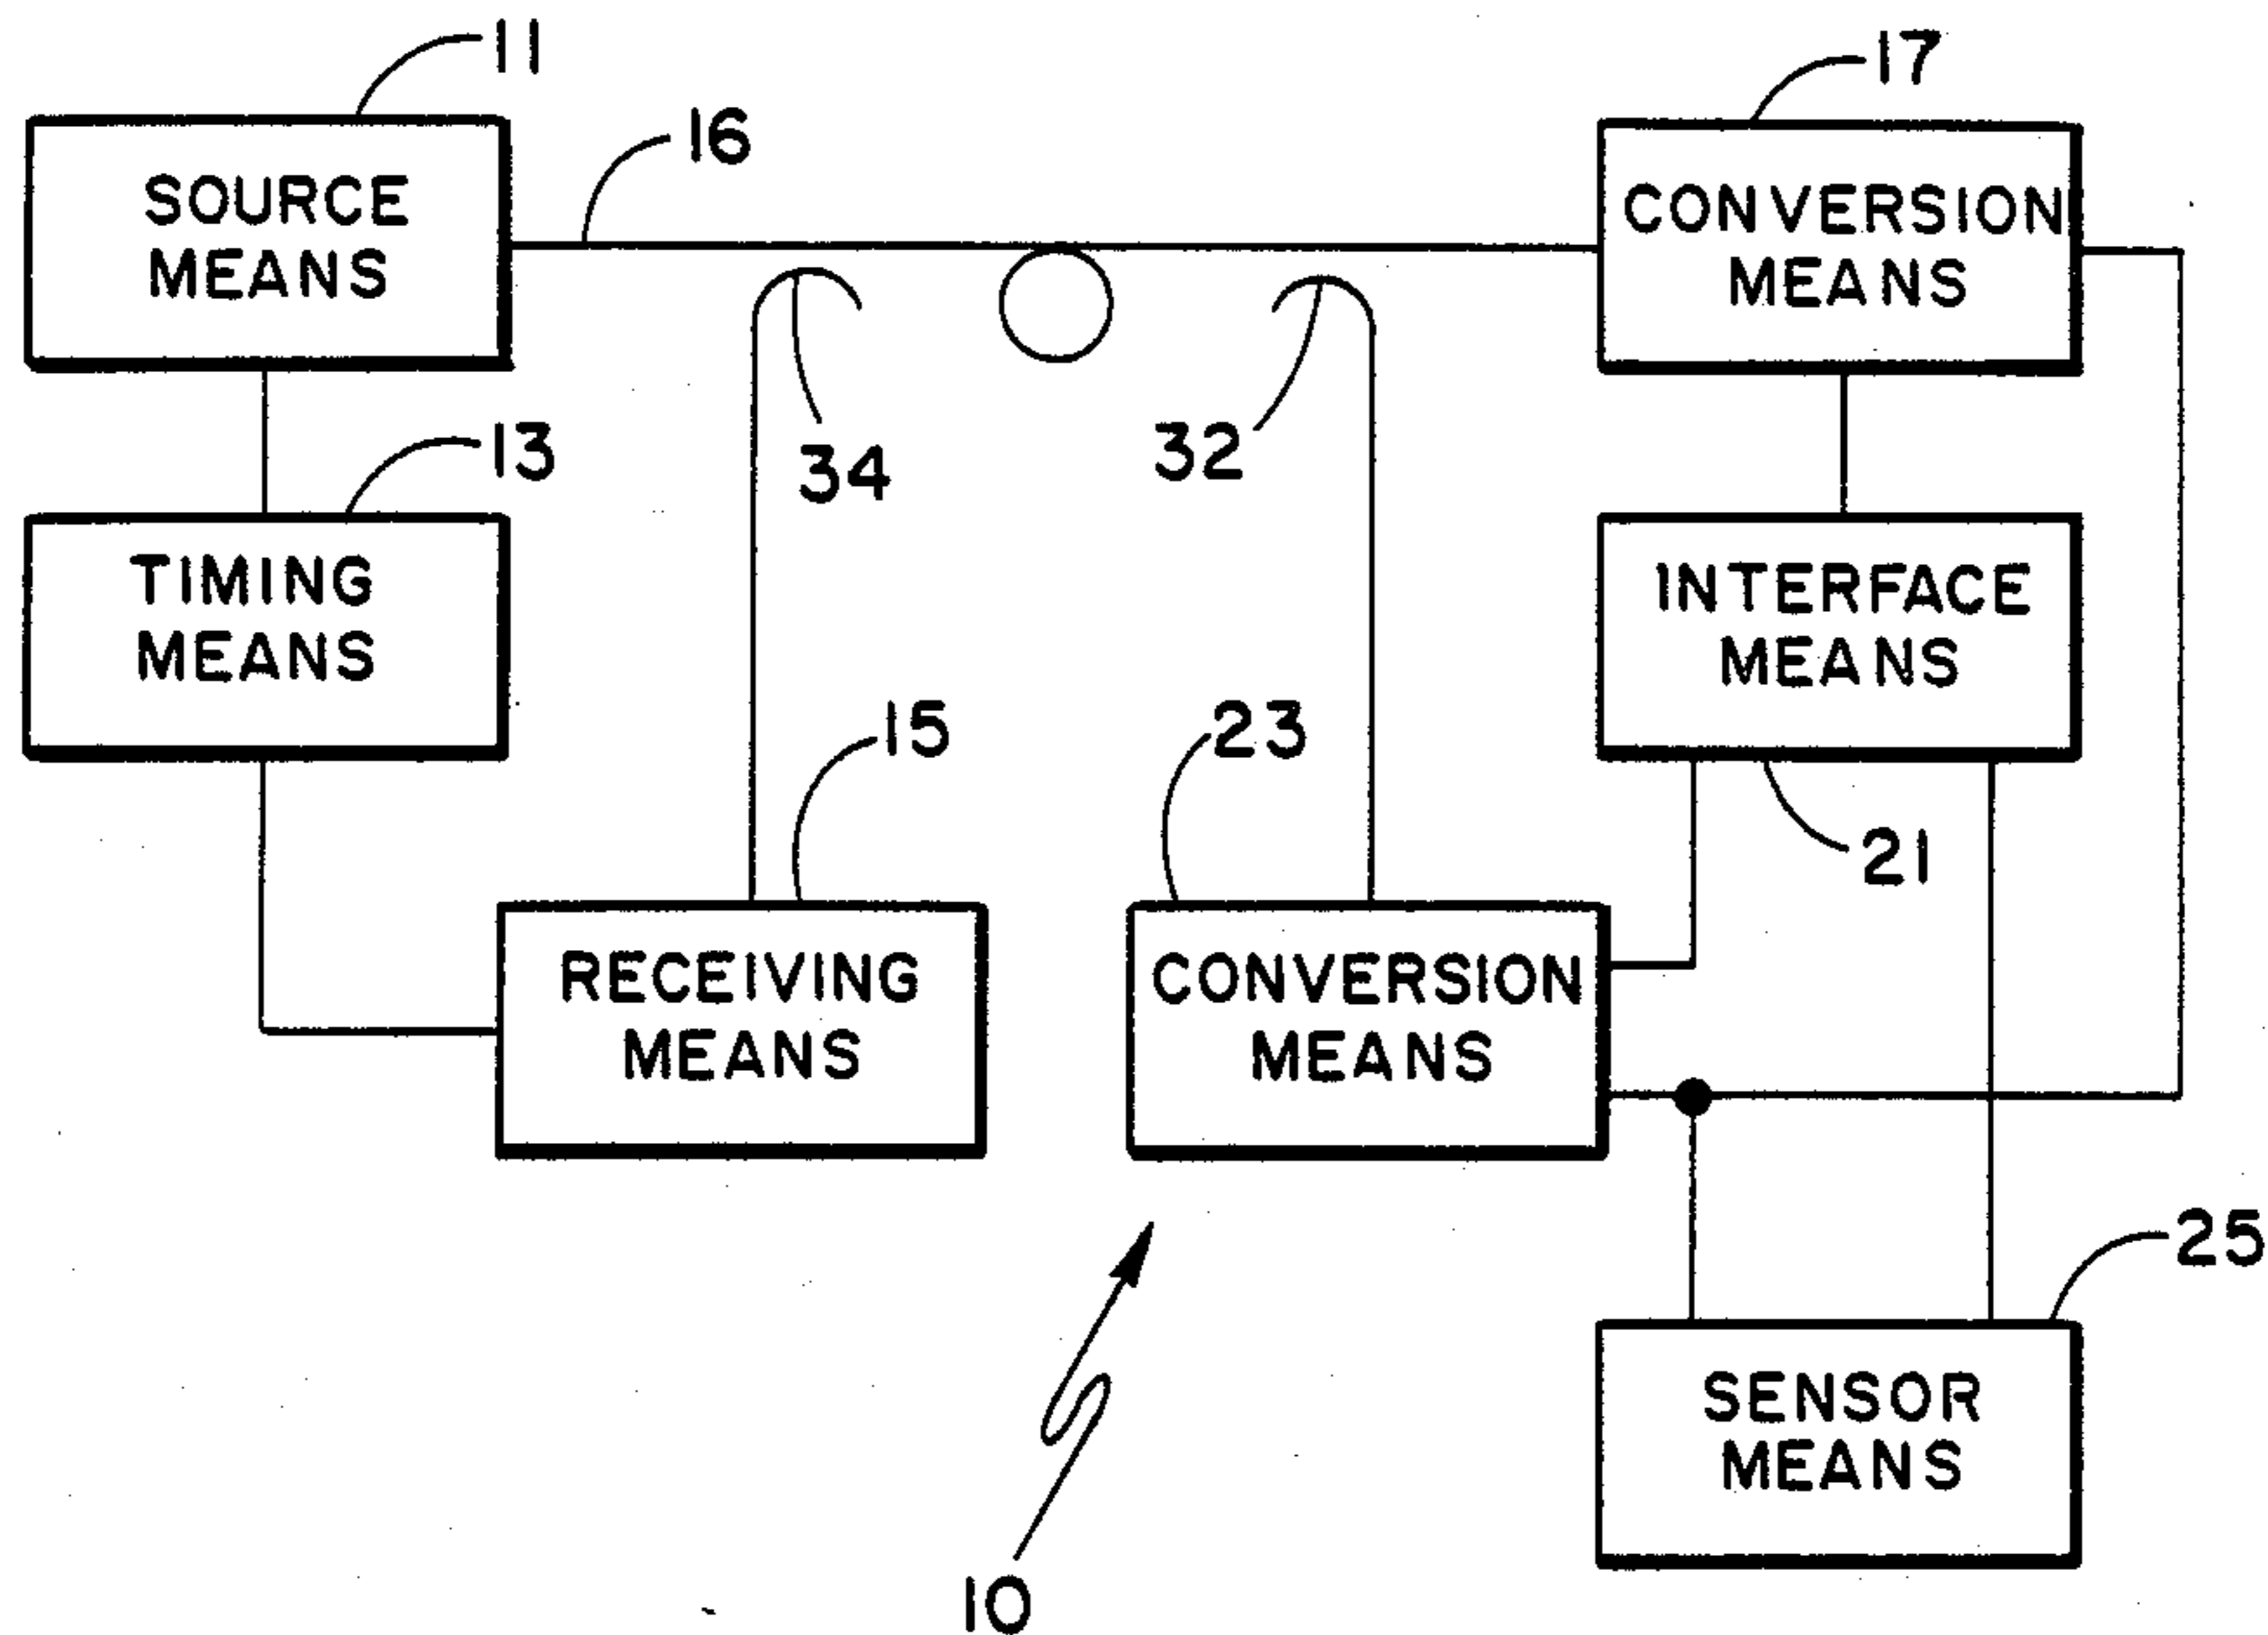 11
17
16
SOURCE
MEANS
CONVERSION
MEANS
13
34
32
TIMING
MEANS
INTERFACE
MEANS
15
23
21
RECEIVING
MEANS
CONVERSION
MEANS
25
SENSOR
MEANS
10